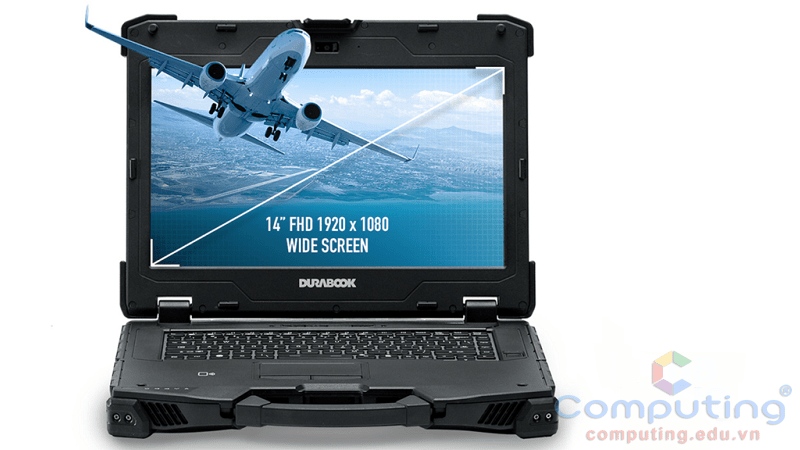 14" FHD 1920 x 1080
WIDE SCREEN
DURABOOK
Computing®
computing.edu.vn